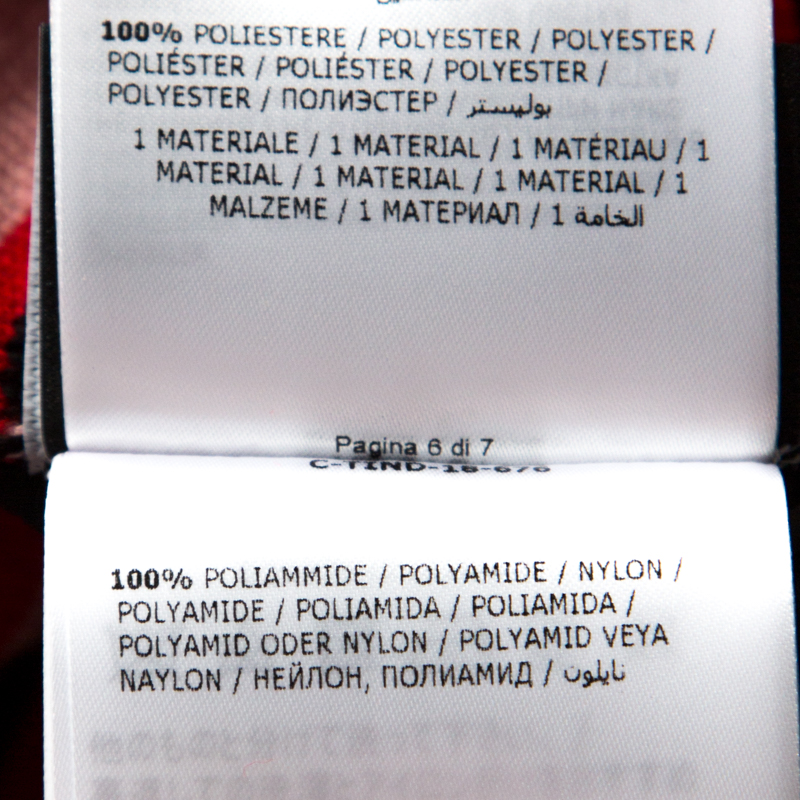 100% POLIESTERE / POLYESTER / POLYESTER /
POLIÉSTER / POLIÉSTER / POLYESTER /
POLYESTER / ПОЛИЭСТЕР / بوليستر
1 MATERIALE / 1 MATERIAL / 1 MATÉRIAU / 1
MATERIAL / 1 MATERIAL / 1 MATERIAL / 1
MALZEME / 1 МАТЕРИАЛ / 1 الخامة
Pagina 6 di 7
100% POLIAMMIDE / POLYAMIDE / NYLON /
POLYAMIDE / POLIAMIDA / POLIAMIDA /
POLYAMID ODER NYLON / POLYAMID VEYA
NAYLON / НЕЙЛОН, ПОЛИАМИД / نايلون